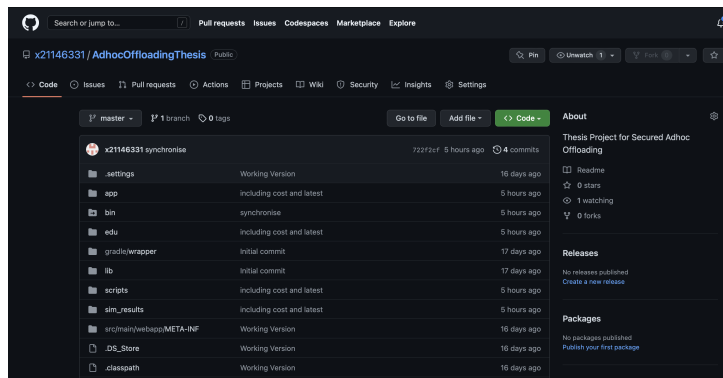 Search or jump to... /
Pull requests Issues Codespaces Marketplace Explore
x21146331 / AdhocOffloadingThesis Public
Pin Unwatch 1 Fork 0
Code Issues Pull requests Actions Projects Wiki Security Insights Settings
master 1 branch 0 tags Go to file Add file Code
x21146331 synchronise 722f2cf 5 hours ago 4 commits
.settings Working Version 16 days ago
app including cost and latest 5 hours ago
bin synchronise 5 hours ago
edu including cost and latest 5 hours ago
gradle/wrapper Initial commit 17 days ago
lib Initial commit 17 days ago
scripts including cost and latest 5 hours ago
sim_results including cost and latest 5 hours ago
src/main/webapp/META-INF Working Version 16 days ago
.DS_Store Working Version 16 days ago
.classpath Working Version 16 days ago
About
Thesis Project for Secured Adhoc
Offloading
Readme
0 stars
1 watching
0 forks
Releases
No releases published
Create a new release
Packages
No packages published
Publish your first package